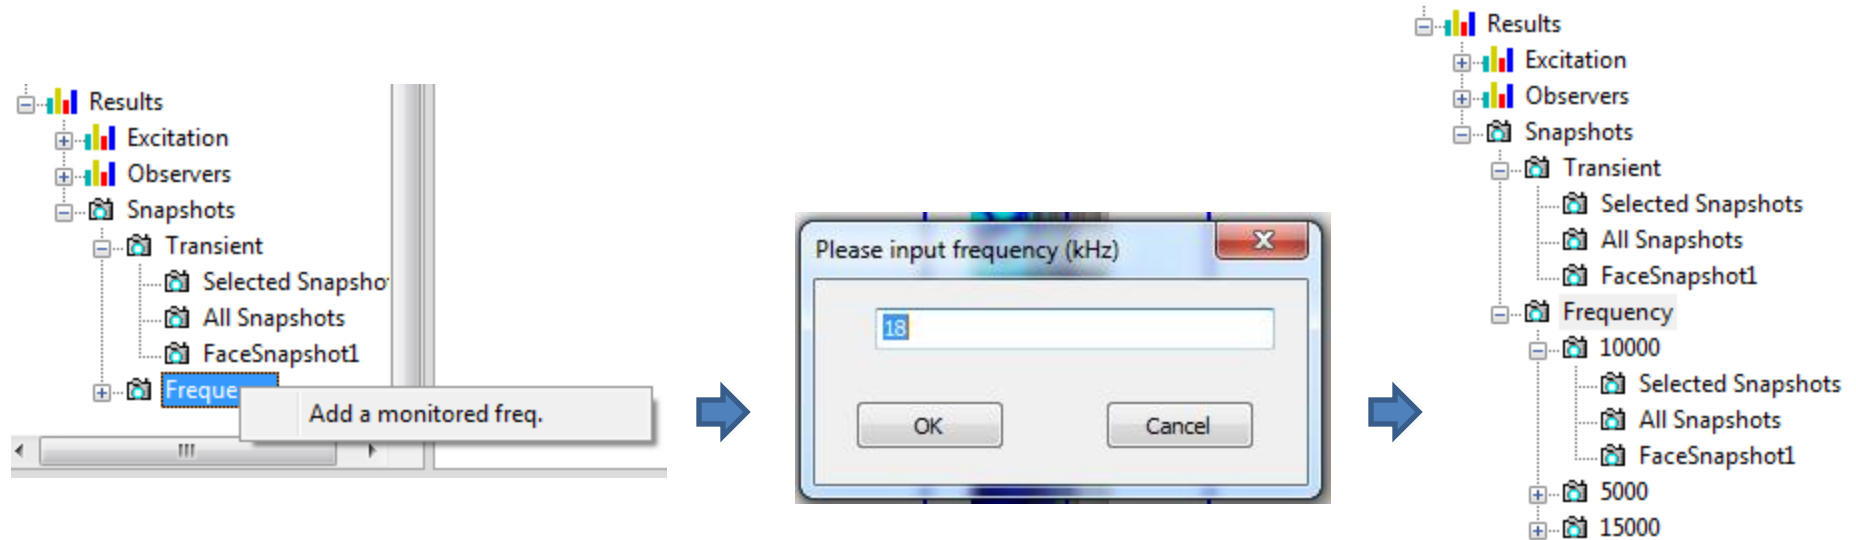 Results
Excitation
Observers
Snapshots
Transient
Selected Snapsho
All Snapshots
FaceSnapshot1
Freque
Add a monitored freq.
Please input frequency (kHz)
18
OK
Cancel
Results
Excitation
Observers
Snapshots
Transient
Selected Snapshots
All Snapshots
FaceSnapshot1
Frequency
10000
Selected Snapshots
All Snapshots
FaceSnapshot1
5000
15000